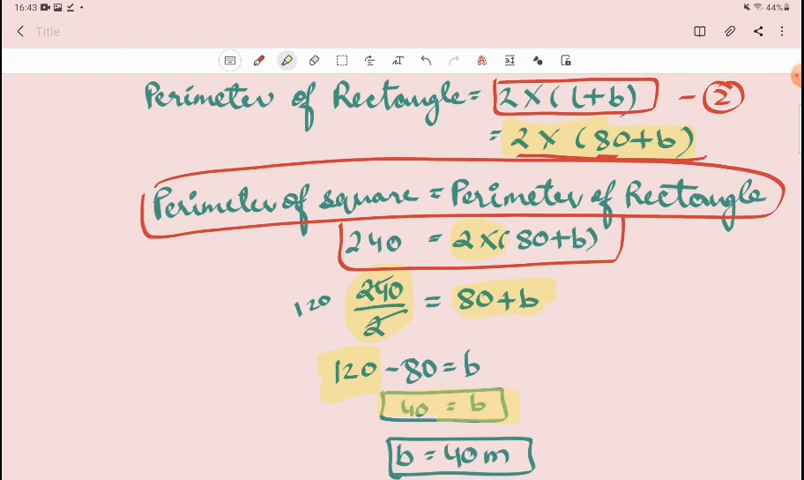 16:43 44%
Title
Perimeter of Rectangle = 2×(l+b) - 2
= 2×(80+b)
Perimeter of square = Perimeter of Rectangle
240 = 2×(80+b)
120 240/2 = 80+b
120 - 80 = b
40 = b
b = 40m